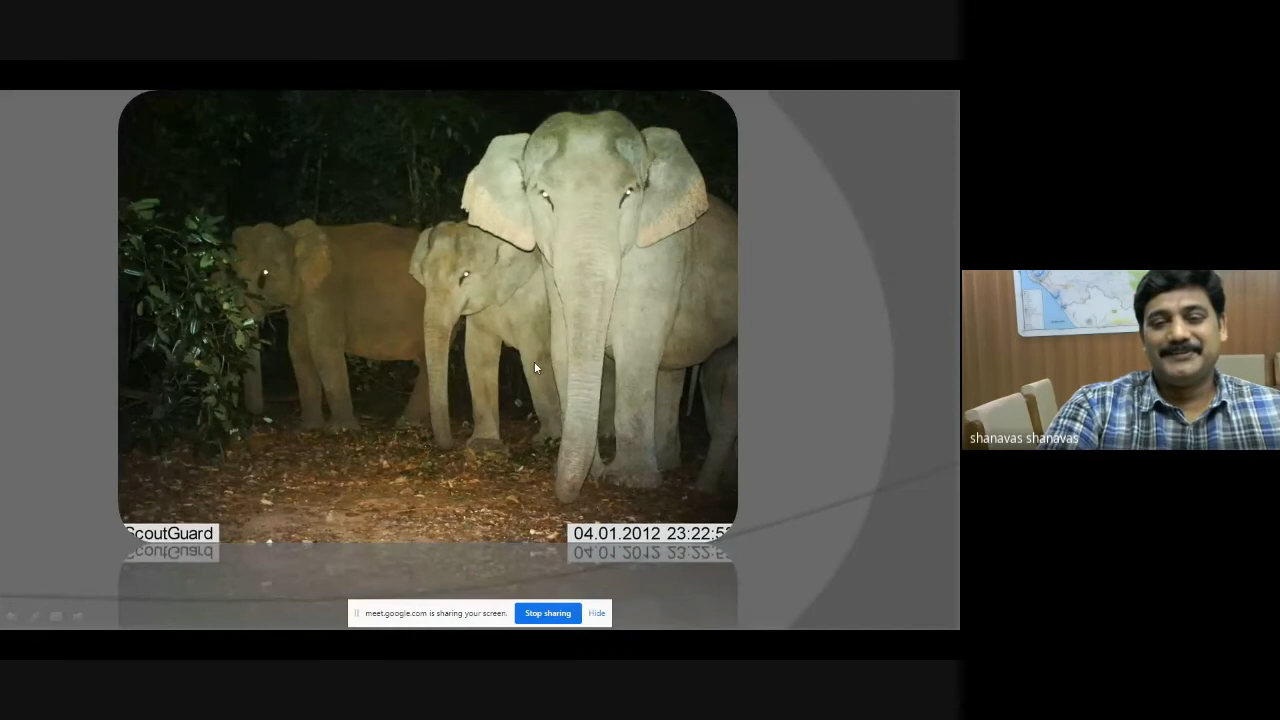 ScoutGuard
04.01.2012 23:22:5
meet.google.com is sharing your screen.
Stop sharing
Hide
shanavas shanavas